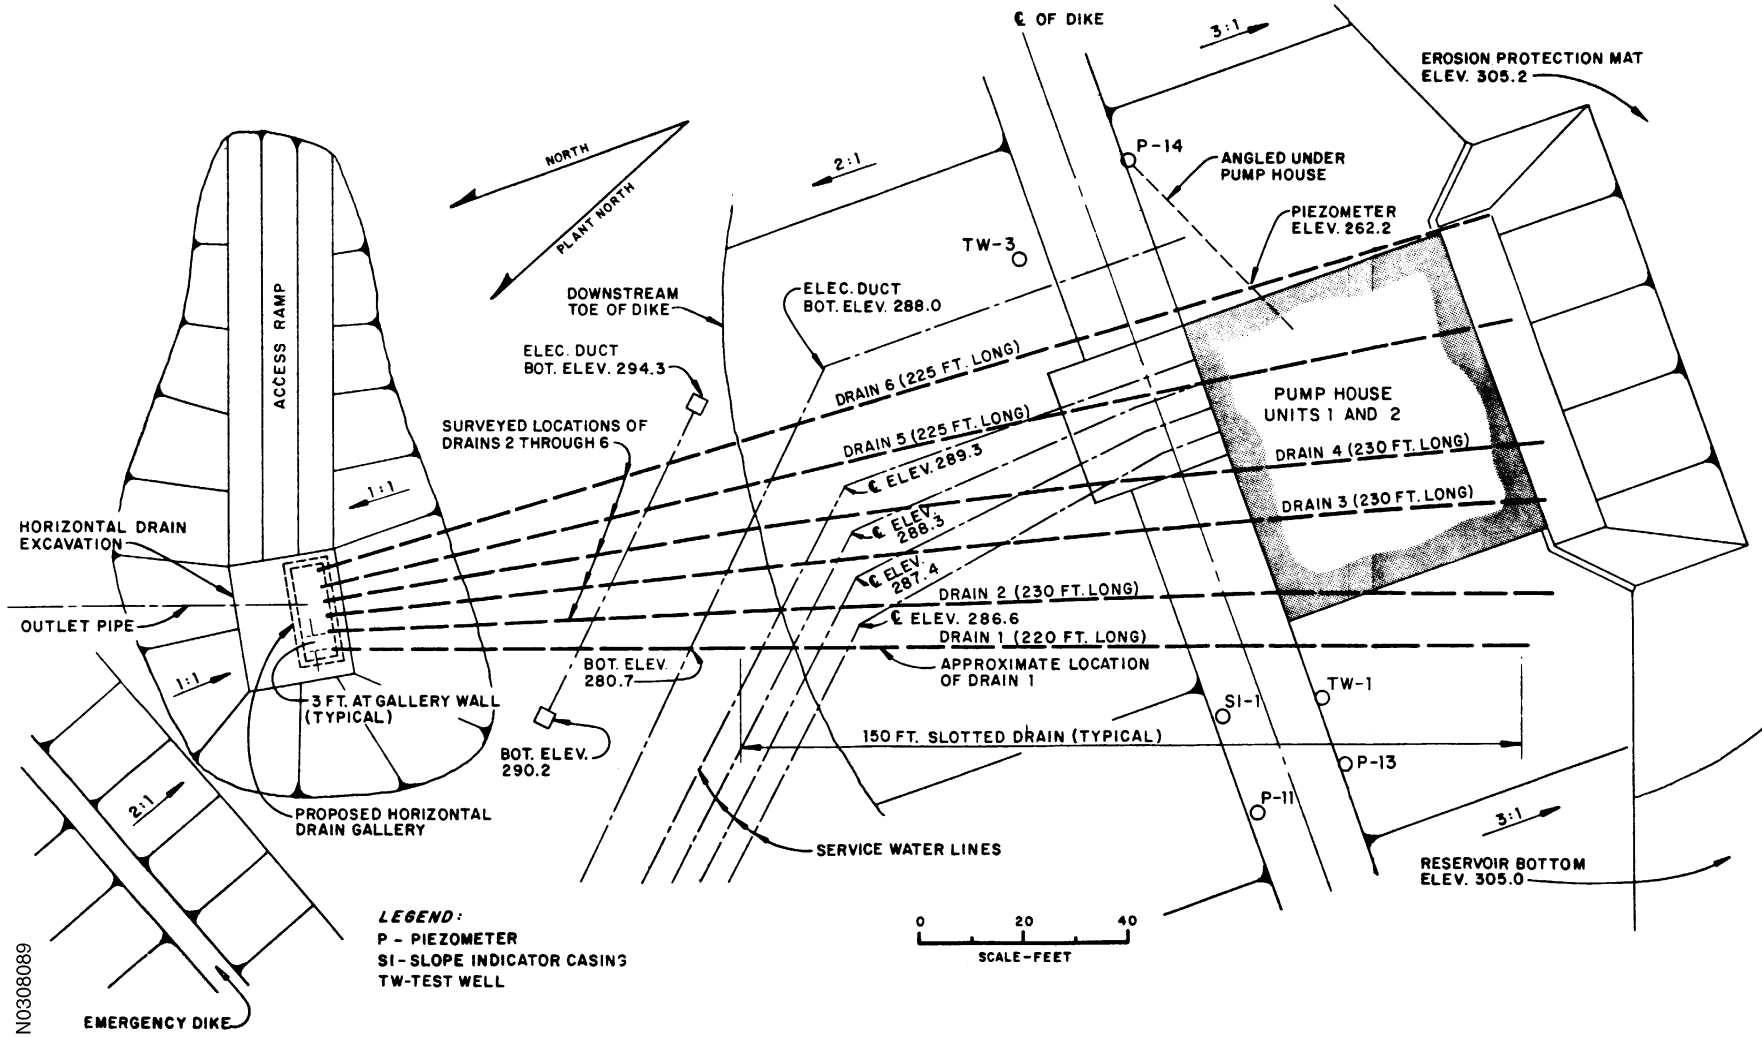 ℄ OF DIKE
3:1
EROSION PROTECTION MAT
ELEV. 305.2
P-14
ANGLED UNDER
PUMP HOUSE
NORTH
PLANT NORTH
2:1
PIEZOMETER
ELEV. 262.2
TW-3
ELEC. DUCT
BOT. ELEV. 288.0
DOWNSTREAM
TOE OF DIKE
ACCESS RAMP
ELEC. DUCT
BOT. ELEV. 294.3
DRAIN 6 (225 FT. LONG)
PUMP HOUSE
UNITS 1 AND 2
SURVEYED LOCATIONS OF
DRAINS 2 THROUGH 6
DRAIN 5 (225 FT. LONG)
DRAIN 4 (230 FT. LONG)
℄ ELEV. 289.3
1:1
DRAIN 3 (230 FT. LONG)
HORIZONTAL DRAIN
EXCAVATION
℄ ELEV.
288.3
℄ ELEV.
287.4
DRAIN 2 (230 FT. LONG)
OUTLET PIPE
℄ ELEV. 286.6
DRAIN 1 (220 FT. LONG)
BOT. ELEV.
280.7
APPROXIMATE LOCATION
OF DRAIN 1
1:1
3 FT. AT GALLERY WALL
(TYPICAL)
TW-1
SI-1
150 FT. SLOTTED DRAIN (TYPICAL)
BOT. ELEV.
290.2
P-13
2:1
P-11
PROPOSED HORIZONTAL
DRAIN GALLERY
3:1
SERVICE WATER LINES
RESERVOIR BOTTOM
ELEV. 305.0
LEGEND:
P - PIEZOMETER
SI-SLOPE INDICATOR CASING
TW-TEST WELL
0 20 40
SCALE-FEET
N0308089
EMERGENCY DIKE